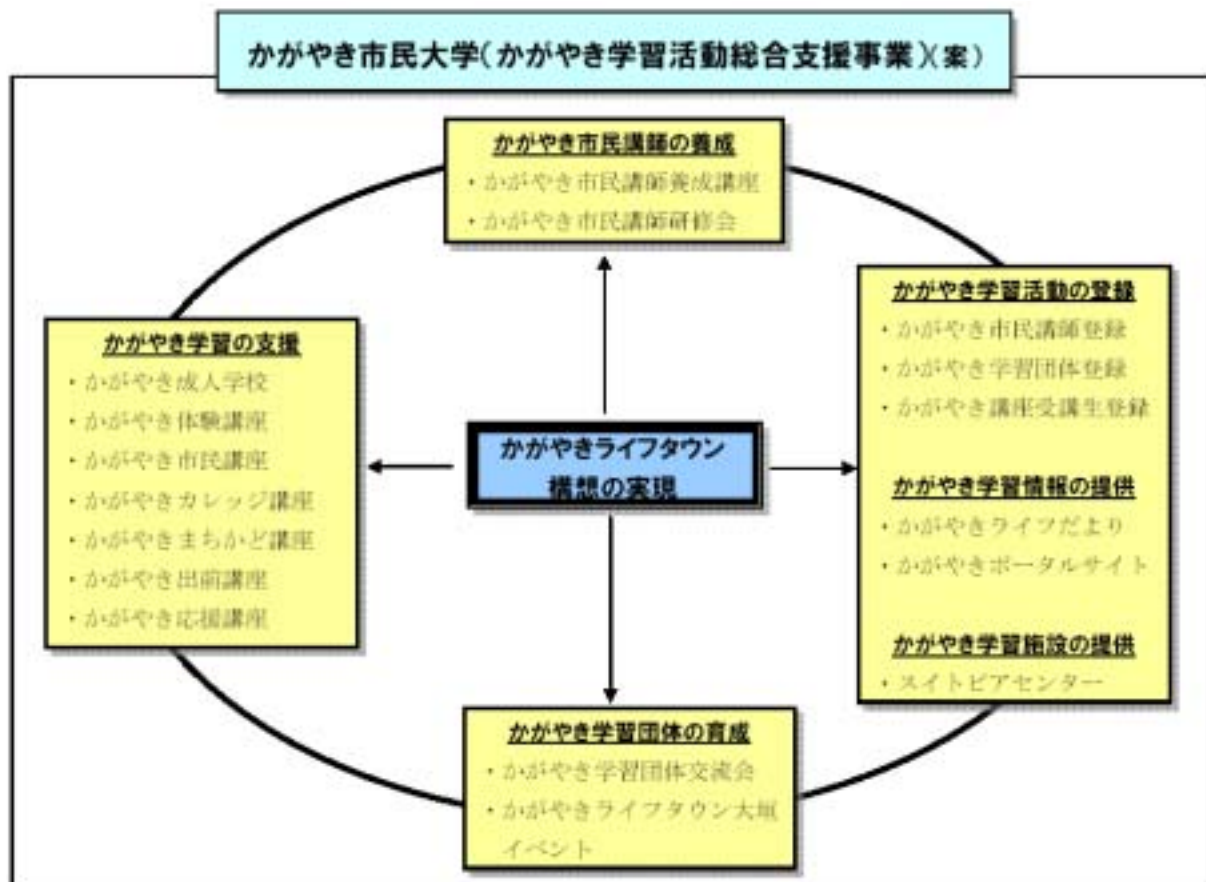 かがやき市民大学(かがやき学習活動総合支援事業)(案)
かがやき市民講師の養成
・かがやき市民講師養成講座
・かがやき市民講師研修会
かがやき学習の支援
・かがやき成人学校
・かがやき体験講座
・かがやき市民講座
・かがやきカレッジ講座
・かがやきまちかど講座
・かがやき出前講座
・かがやき応援講座
かがやきライフタウン
構想の実現
かがやき学習活動の登録
・かがやき市民講師登録
・かがやき学習団体登録
・かがやき講座受講生登録
かがやき学習情報の提供
・かがやきライフだより
・かがやきポータルサイト
かがやき学習施設の提供
・スイトピアセンター
かがやき学習団体の育成
・かがやき学習団体交流会
・かがやきライフタウン大垣
イベント